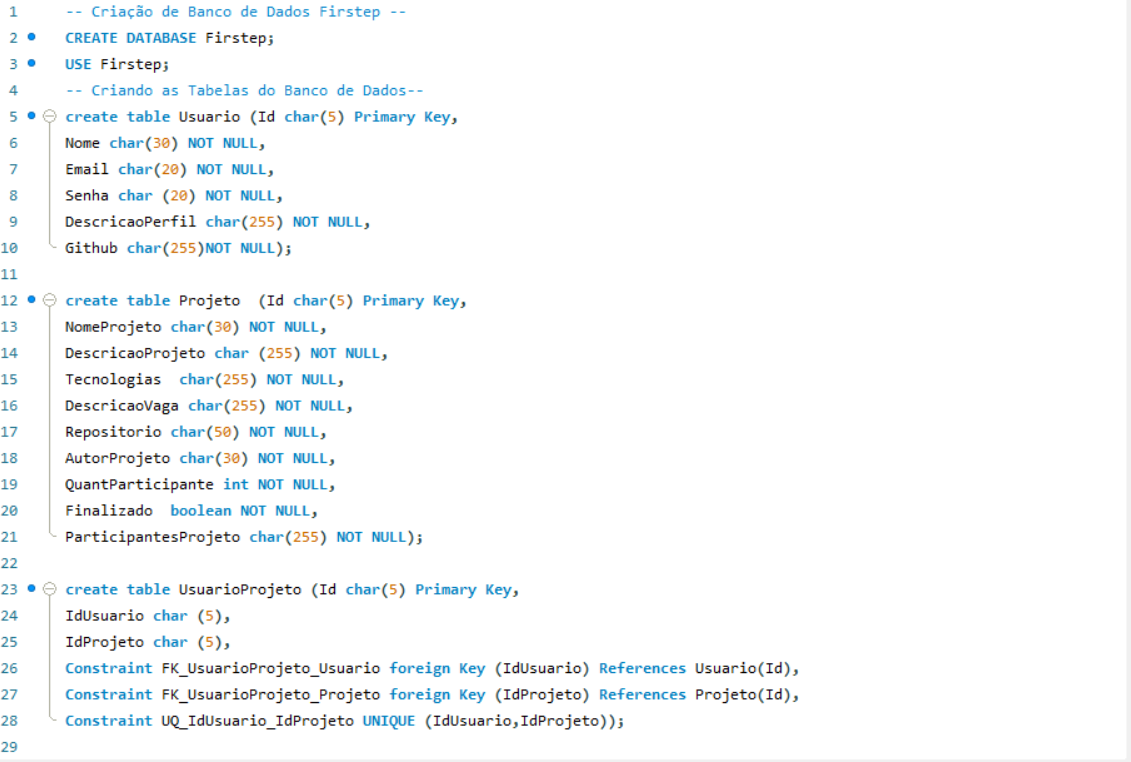 1 -- Criação de Banco de Dados Firstep --
2 CREATE DATABASE Firstep;
3 USE Firstep;
4 -- Criando as Tabelas do Banco de Dados--
5 create table Usuario (Id char(5) Primary Key,
6 Nome char(30) NOT NULL,
7 Email char(20) NOT NULL,
8 Senha char (20) NOT NULL,
9 DescricaoPerfil char(255) NOT NULL,
10 Github char(255)NOT NULL);
11
12 create table Projeto  (Id char(5) Primary Key,
13 NomeProjeto char(30) NOT NULL,
14 DescricaoProjeto char (255) NOT NULL,
15 Tecnologias  char(255) NOT NULL,
16 DescricaoVaga char(255) NOT NULL,
17 Repositorio char(50) NOT NULL,
18 AutorProjeto char(30) NOT NULL,
19 QuantParticipante int NOT NULL,
20 Finalizado  boolean NOT NULL,
21 ParticipantesProjeto char(255) NOT NULL);
22
23 create table UsuarioProjeto (Id char(5) Primary Key,
24 IdUsuario char (5),
25 IdProjeto char (5),
26 Constraint FK_UsuarioProjeto_Usuario foreign Key (IdUsuario) References Usuario(Id),
27 Constraint FK_UsuarioProjeto_Projeto foreign Key (IdProjeto) References Projeto(Id),
28 Constraint UQ_IdUsuario_IdProjeto UNIQUE (IdUsuario,IdProjeto));
29